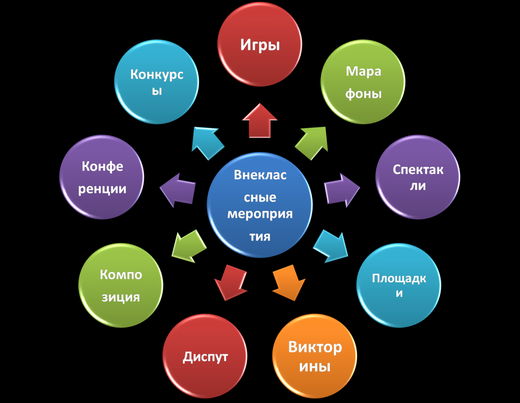 Игры
Мара
фоны
Спектак
ли
Площадк
и
Виктор
ины
Диспут
Компо
зиция
Конфе
ренции
Конкурс
ы
Внеклас
сные
мероприя
тия